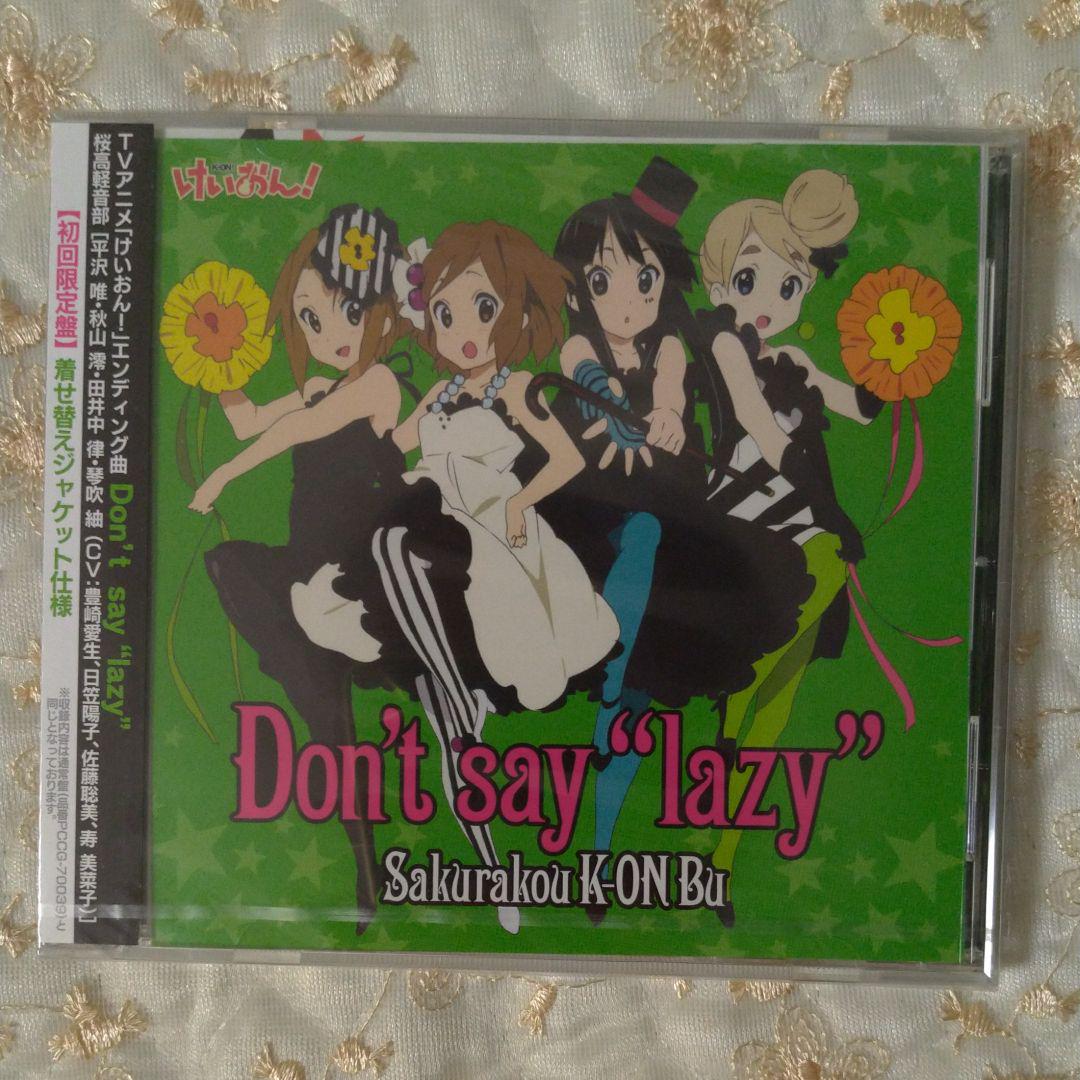 TVアニメ「けいおん!」エンディング曲 Don't say “lazy”
桜高軽音部 [平沢 唯・秋山 澪・田井中 律・琴吹 紬 (CV:豊崎愛生、日笠陽子、佐藤聡美、寿 美菜子)]
【初回限定盤】着せ替えジャケット仕様
※収録内容は通常盤(品番PCCG-70039)と
同じとなっております。
K-ON!
けいおん!
Don't say “lazy”
Sakurakou K-ON Bu